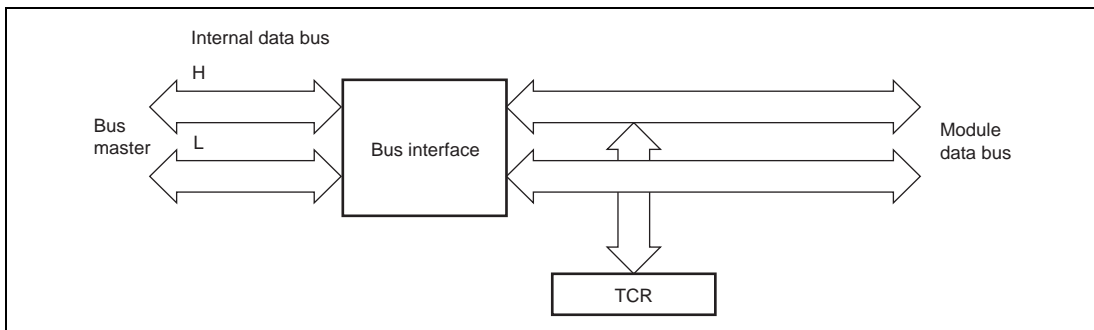 Internal data bus
H
Bus
master
L
Bus interface
Module
data bus
TCR